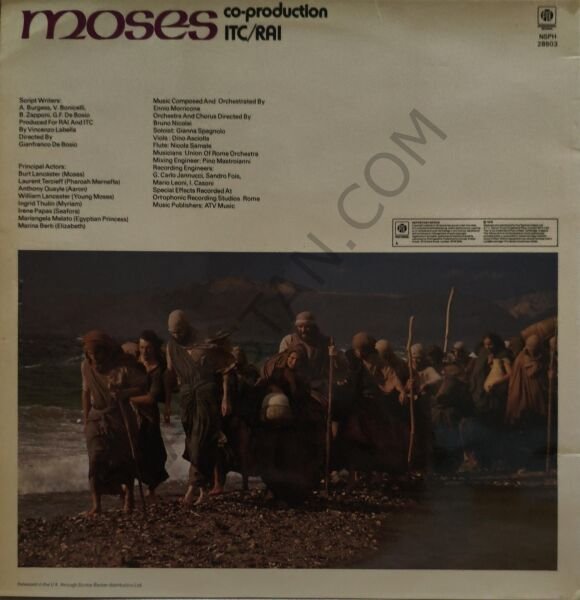 moses
co-production
ITC/RAI
NSPH
28503
Script Writers:
A. Burgess, V. Bonicelli,
B. Zapponi, G.F. De Bosio
Produced For RAI And ITC
By Vincenzo Labella
Directed By
Gianfranco De Bosio
Principal Actors:
Burt Lancaster (Moses)
Laurent Terzieff (Pharoah Mernefta)
Anthony Quayle (Aaron)
William Lancaster (Young Moses)
Ingrid Thulin (Myriam)
Irene Papas (Seafora)
Mariangela Melato (Egyptian Princess)
Marina Berti (Elizabeth)
Music Composed And Orchestrated By
Ennio Morricone
Orchestra And Chorus Directed By
Bruno Nicolai
Soloist: Gianna Spagnolo
Viola: Dino Asciolla
Flute: Nicola Samale
Musicians: Union Of Rome Orchestra
Mixing Engineer: Pino Mastroianni
Recording Engineers:
G. Carlo Jannucci, Sandro Fois,
Mario Leoni, I. Casoni
Special Effects Recorded At
Ortophonic Recording Studios Rome
Music Publishers: ATV Music
TAN.COM